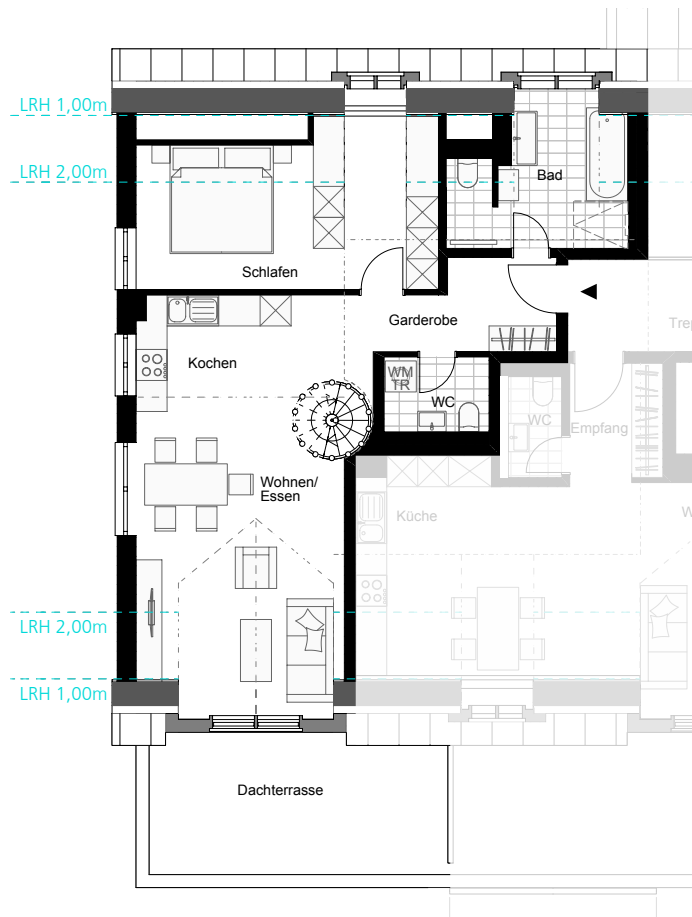 LRH 1,00m
LRH 2,00m
Bad
Schlafen
Garderobe
Trep
Kochen
WM
TR
WC
WC
Empfang
Wohnen/
Essen
Küche
W
LRH 2,00m
LRH 1,00m
Dachterrasse